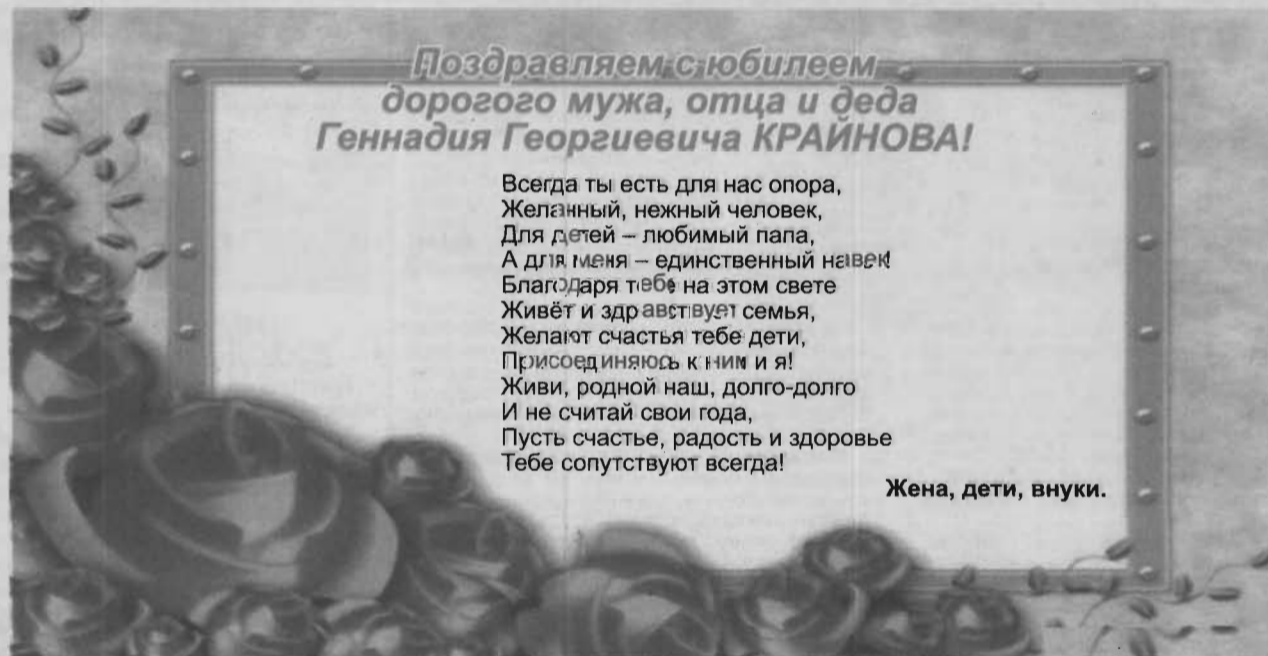 Поздравляем с юбилеем
дорогого мужа, отца и деда
Геннадия Георгиевича КРАЙНОВА!
Всегда ты есть для нас опора,
Желанный, нежный человек,
Для детей – любимый папа,
А для меня – единственный навек!
Благодаря тебе на этом свете
Живёт и здравствует семья,
Желают счастья тебе дети,
Присоединяюсь к ним и я!
Живи, родной наш, долго-долго
И не считай свои года,
Пусть счастье, радость и здоровье
Тебе сопутствуют всегда!
Жена, дети, внуки.